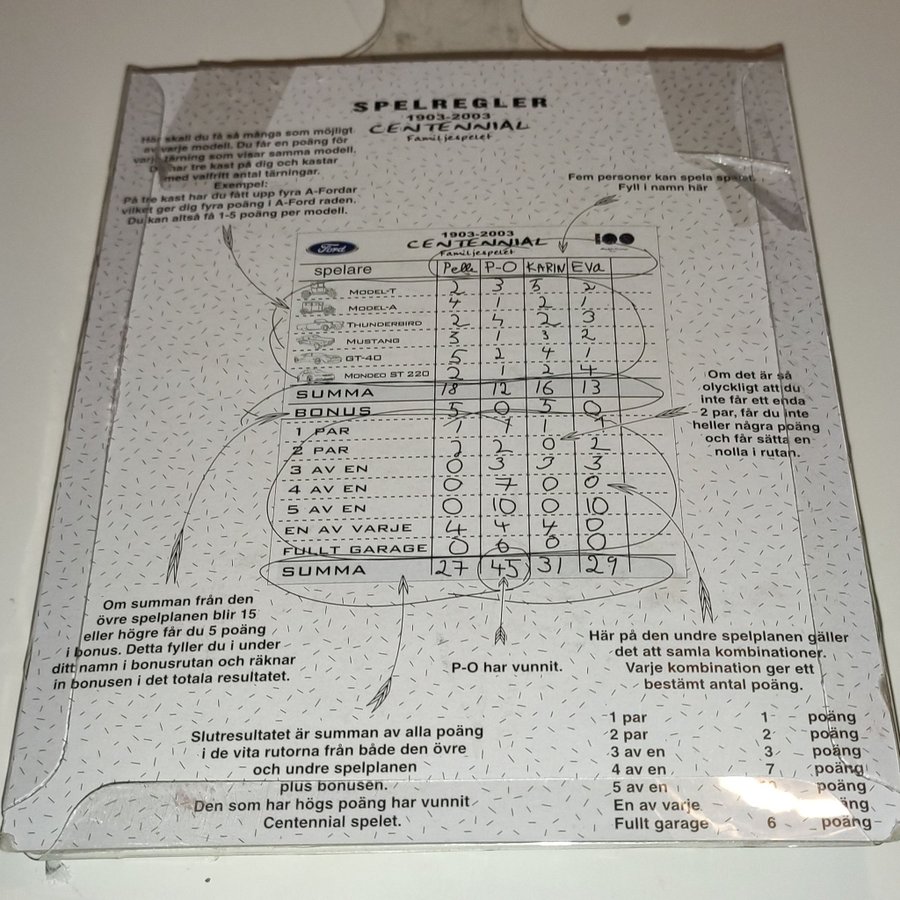 SPELREGLER
1903-2003
CENTENNIAL
Familjespelet
Här skall du få så många som möjligt
av varje modell. Du får en poäng för
varje tärning som visar samma modell.
Du har tre kast på dig och kastar
med valfritt antal tärningar.
Exempel:
På tre kast har du fått upp fyra A-Fordar
vilket ger dig fyra poäng i A-Ford raden.
Du kan altså få 1-5 poäng per modell.
Fem personer kan spela spelet.
Fyll i namn här
Ford
1903-2003
CENTENNIAL
Familjespelet
100
spelare Pelle P-O KARIN EVa
MODEL-T 2 3 3 2
MODEL-A 4 1 2 1
THUNDERBIRD 2 4 2 3
MUSTANG 3 1 3 2
GT-40 5 2 4 1
MONDEO ST 220 2 1 2 4
SUMMA 18 12 16 13
BONUS 5 0 5 0
1 PAR 1 1 1 1
2 PAR 2 2 0 2
3 AV EN 0 3 3 3
4 AV EN 0 7 0 0
5 AV EN 0 10 0 10
EN AV VARJE 4 4 4 0
FULLT GARAGE 0 6 0 0
SUMMA 27 45 31 29
Om det är så
olyckligt att du
inte får ett enda
2 par, får du inte
heller några poäng
och får sätta en
nolla i rutan.
Om summan från den
övre spelplanen blir 15
eller högre får du 5 poäng
i bonus. Detta fyller du i under
ditt namn i bonusrutan och räknar
in bonusen i det totala resultatet.
P-O har vunnit.
Här på den undre spelplanen gäller
det att samla kombinationer.
Varje kombination ger ett
bestämt antal poäng.
Slutresultatet är summan av alla poäng
i de vita rutorna från både den övre
och undre spelplanen
plus bonusen.
Den som har högs poäng har vunnit
Centennial spelet.
1 par 1 poäng
2 par 2 poäng
3 av en 3 poäng
4 av en 7 poäng
5 av en poäng
En av varje
Fullt garage 6 poäng